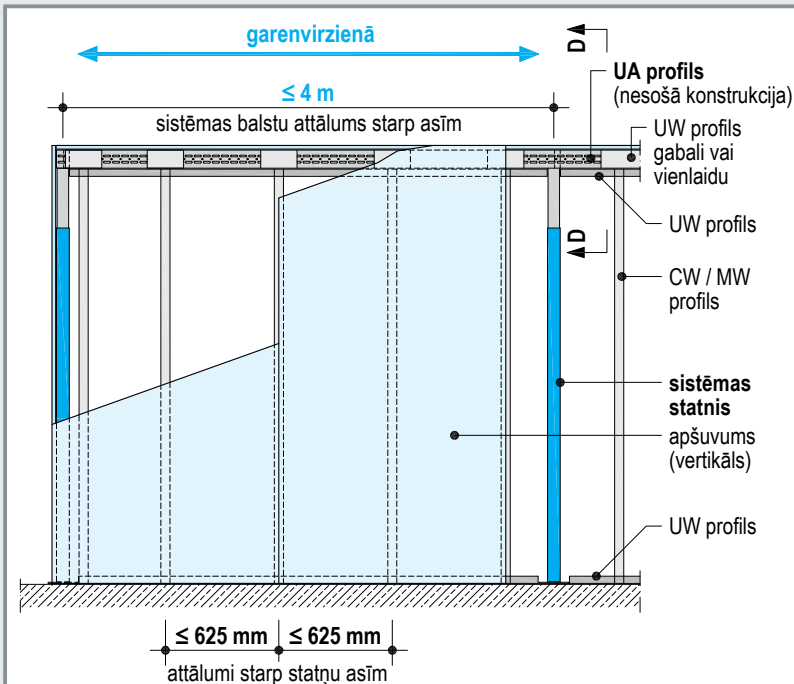 garenvirzienā
≤ 4 m
sistēmas balstu attālums starp asīm
D
D
UA profils
(nesošā konstrukcija)
UW profils
gabali vai
vienlaidu
UW profils
CW / MW
profils
sistēmas
statnis
apšuvums
(vertikāls)
UW profils
≤ 625 mm
≤ 625 mm
attālumi starp statņu asīm